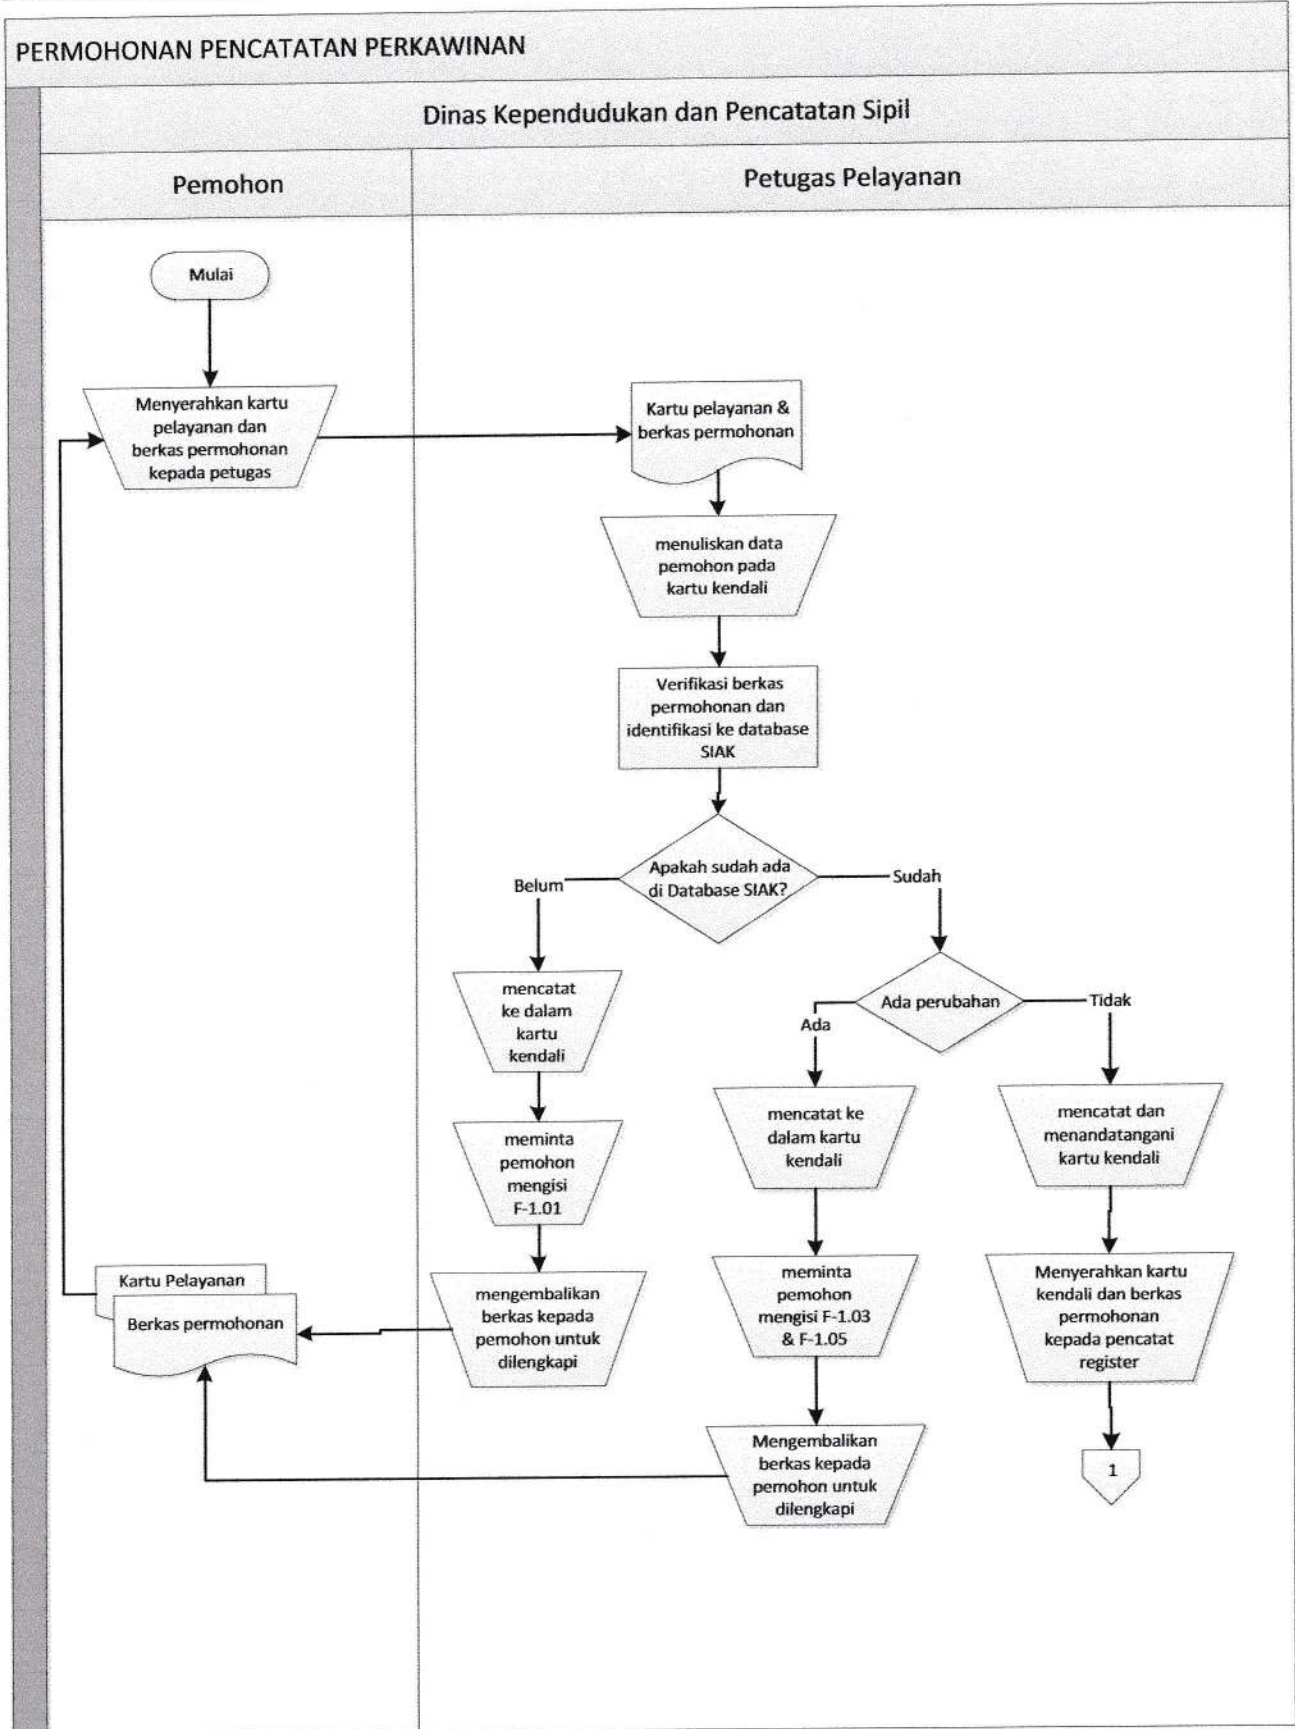 PERMOHONAN PENCATATAN PERKAWINAN
Dinas Kependudukan dan Pencatatan Sipil
Pemohon
Petugas Pelayanan
Mulai
Menyerahkan kartu
pelayanan dan
berkas permohonan
kepada petugas
Kartu pelayanan &
berkas permohonan
menuliskan data
pemohon pada
kartu kendali
Verifikasi berkas
permohonan dan
identifikasi ke database
SIAK
Apakah sudah ada
di Database SIAK?
Belum
Sudah
mencatat
ke dalam
kartu
kendali
meminta
pemohon
mengisi
F-1.01
mengembalikan
berkas kepada
pemohon untuk
dilengkapi
Kartu Pelayanan
Berkas permohonan
Ada perubahan
Ada
Tidak
mencatat ke
dalam kartu
kendali
meminta
pemohon
mengisi F-1.03
& F-1.05
Mengembalikan
berkas kepada
pemohon untuk
dilengkapi
mencatat dan
menandatangani
kartu kendali
Menyerahkan kartu
kendali dan berkas
permohonan
kepada pencatat
register
1